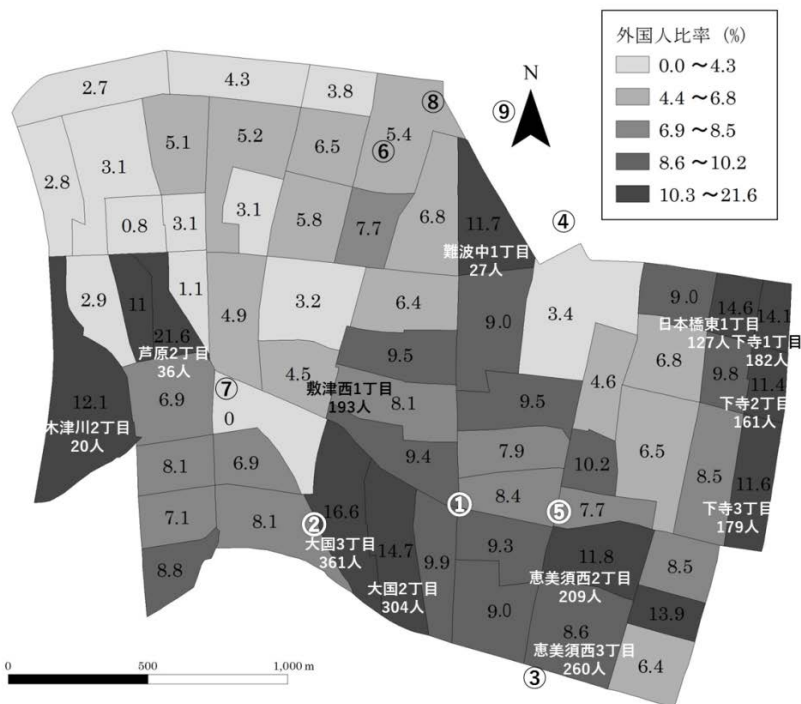 外国人比率 (%)
0.0 ～4.3
4.4 ～6.8
6.9 ～8.5
8.6 ～10.2
10.3 ～21.6
N
⑨
⑧
④
2.7
4.3
3.8
5.1
5.2
6.5
5.4
⑥
2.8
3.1
0.8
3.1
3.1
5.8
7.7
6.8
11.7
難波中1丁目
27人
2.9
11
1.1
21.6
芦原2丁目
36人
4.9
3.2
6.4
9.0
3.4
9.0
14.6
14.1
日本橋東1丁目
127人
下寺1丁目
182人
6.8
9.8
11.4
下寺2丁目
161人
9.5
4.5
敷津西1丁目
193人
8.1
9.5
4.6
12.1
木津川2丁目
20人
6.9
⑦
0
9.4
7.9
10.2
6.5
8.5
11.6
下寺3丁目
179人
8.1
6.9
8.4
①
⑤
7.7
7.1
8.1
②
16.6
大国3丁目
361人
14.7
大国2丁目
304人
9.9
9.3
11.8
恵美須西2丁目
209人
8.5
8.8
9.0
8.6
恵美須西3丁目
260人
13.9
6.4
③
0
500
1,000 m